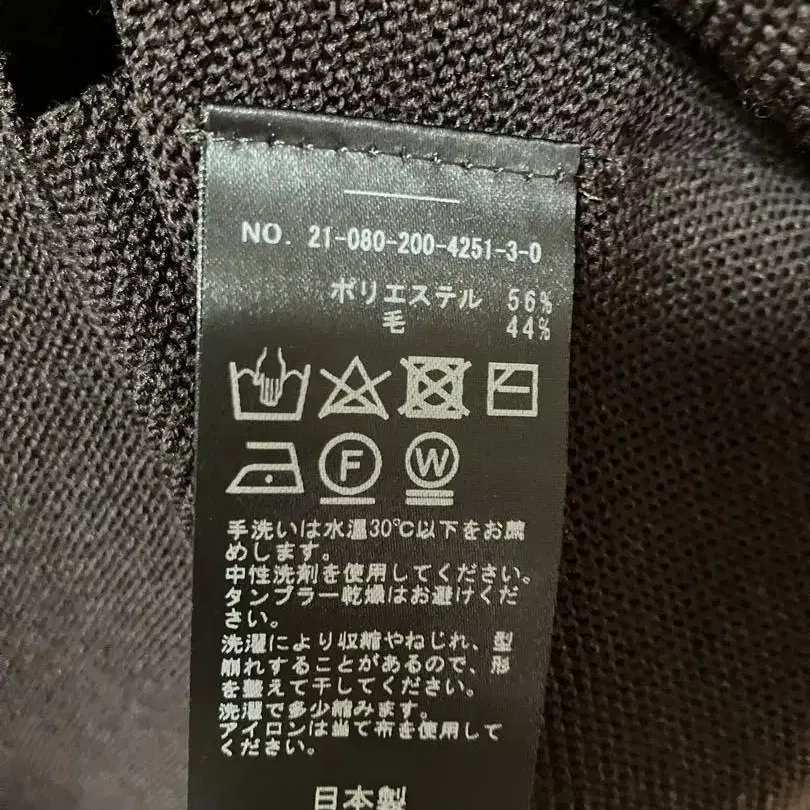 NO. 21-080-200-4251-3-0
ポリエステル 56%
毛 44%
F W
手洗いは水温30℃以下をお薦
めします。
中性洗剤を使用してください。
タンブラー乾燥はお避けくだ
さい。
洗濯により収縮やねじれ、型
崩れすることがあるので、形
を整えて干してください。
洗濯で多少縮みます。
アイロンは当て布を使用して
ください。
日本製